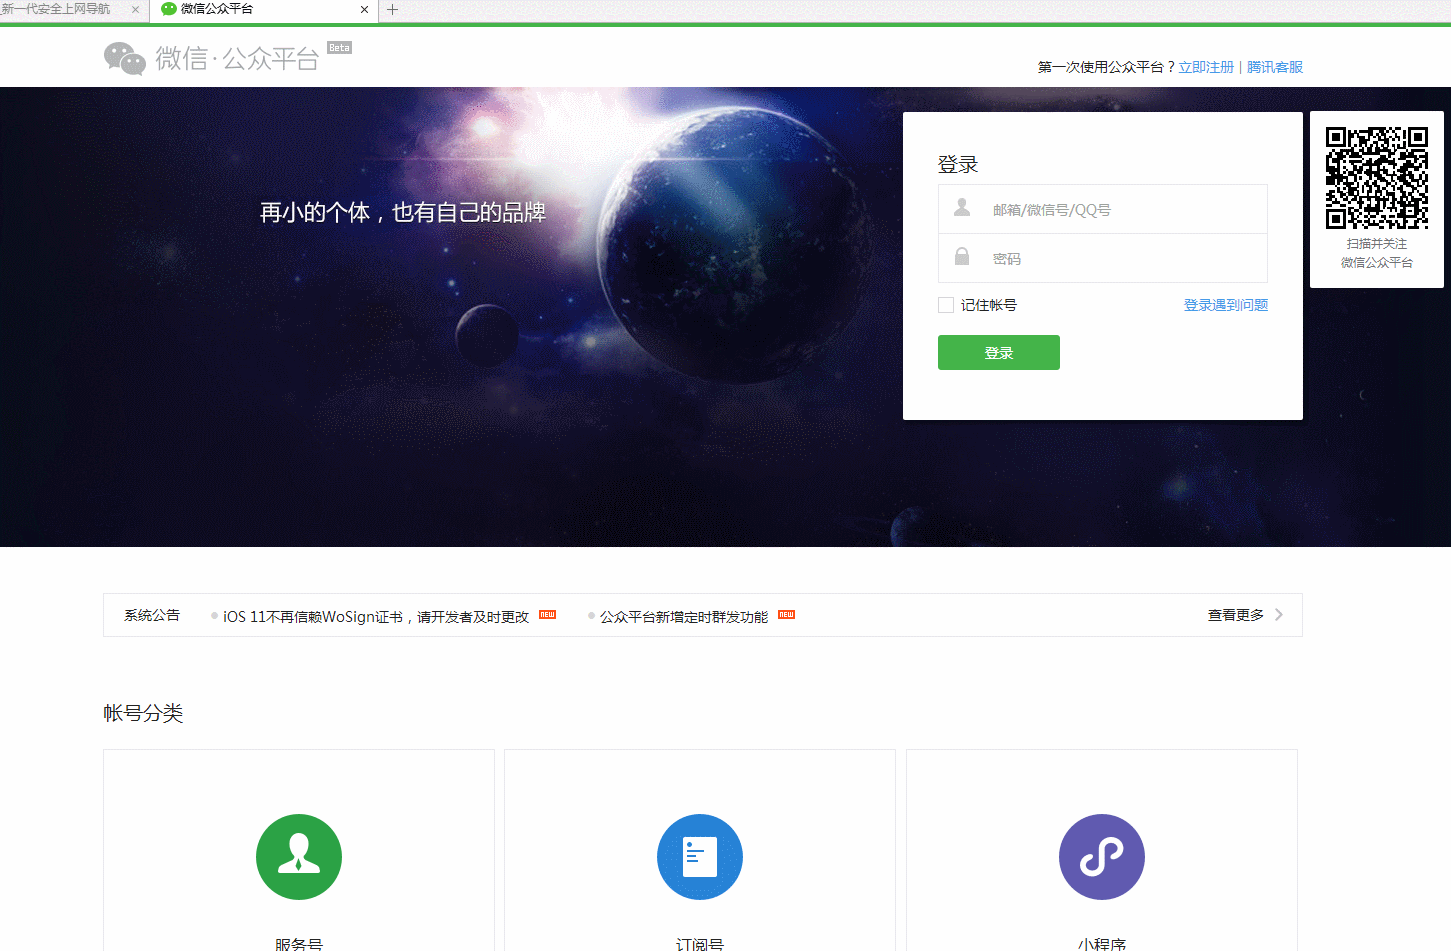 新一代安全上网导航
微信公众平台
微信·公众平台 Beta
第一次使用公众平台？立即注册 | 腾讯客服
再小的个体，也有自己的品牌
登录
邮箱/微信号/QQ号
密码
记住帐号
登录遇到问题
登录
扫描并关注
微信公众平台
系统公告
iOS 11不再信赖WoSign证书，请开发者及时更改 NEW
公众平台新增定时群发功能 NEW
查看更多
帐号分类
服务号
订阅号
小程序